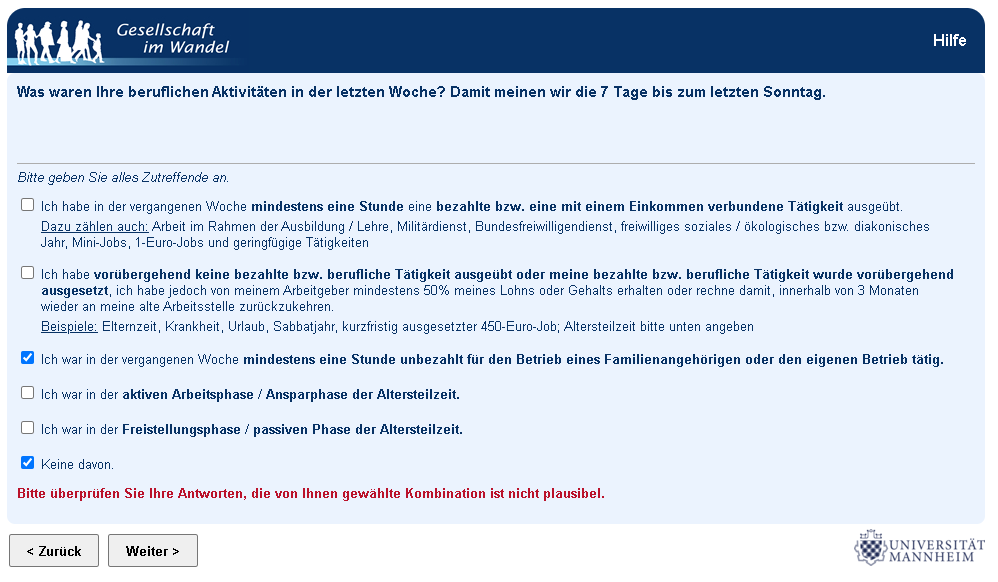 Gesellschaft
im Wandel
Hilfe
Was waren Ihre beruflichen Aktivitäten in der letzten Woche? Damit meinen wir die 7 Tage bis zum letzten Sonntag.
Bitte geben Sie alles Zutreffende an.
Ich habe in der vergangenen Woche mindestens eine Stunde eine bezahlte bzw. eine mit einem Einkommen verbundene Tätigkeit ausgeübt.
Dazu zählen auch: Arbeit im Rahmen der Ausbildung / Lehre, Militärdienst, Bundesfreiwilligendienst, freiwilliges soziales / ökologisches bzw. diakonisches
Jahr, Mini-Jobs, 1-Euro-Jobs und geringfügige Tätigkeiten
Ich habe vorübergehend keine bezahlte bzw. berufliche Tätigkeit ausgeübt oder meine bezahlte bzw. berufliche Tätigkeit wurde vorübergehend
ausgesetzt, ich habe jedoch von meinem Arbeitgeber mindestens 50% meines Lohns oder Gehalts erhalten oder rechne damit, innerhalb von 3 Monaten
wieder an meine alte Arbeitsstelle zurückzukehren.
Beispiele: Elternzeit, Krankheit, Urlaub, Sabbatjahr, kurzfristig ausgesetzter 450-Euro-Job; Altersteilzeit bitte unten angeben
Ich war in der vergangenen Woche mindestens eine Stunde unbezahlt für den Betrieb eines Familienangehörigen oder den eigenen Betrieb tätig.
Ich war in der aktiven Arbeitsphase / Ansparphase der Altersteilzeit.
Ich war in der Freistellungsphase / passiven Phase der Altersteilzeit.
Keine davon.
Bitte überprüfen Sie Ihre Antworten, die von Ihnen gewählte Kombination ist nicht plausibel.
< Zurück
Weiter >
UNIVERSITÄT
MANNHEIM